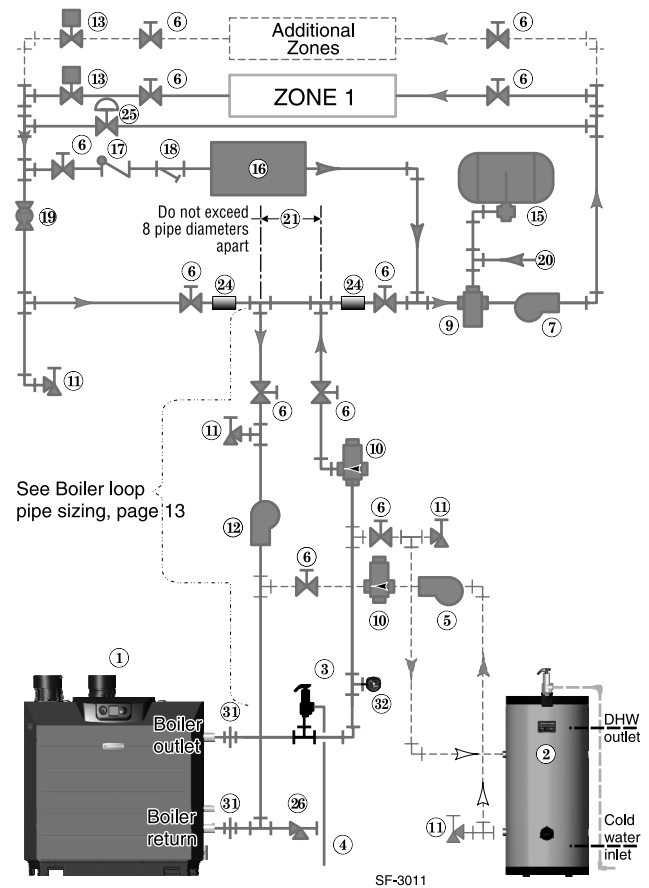 13
6
Additional
Zones
6
13
6
ZONE 1
6
25
6
17
18
16
15
19
Do not exceed
8 pipe diameters
apart
21
20
6
24
24
6
9
7
11
6
6
11
10
See Boiler loop
pipe sizing, page 13
12
6
11
6
10
5
1
3
32
31
Boiler
outlet
2
DHW
outlet
31
26
Boiler
return
4
11
Cold
water
inlet
SF-3011